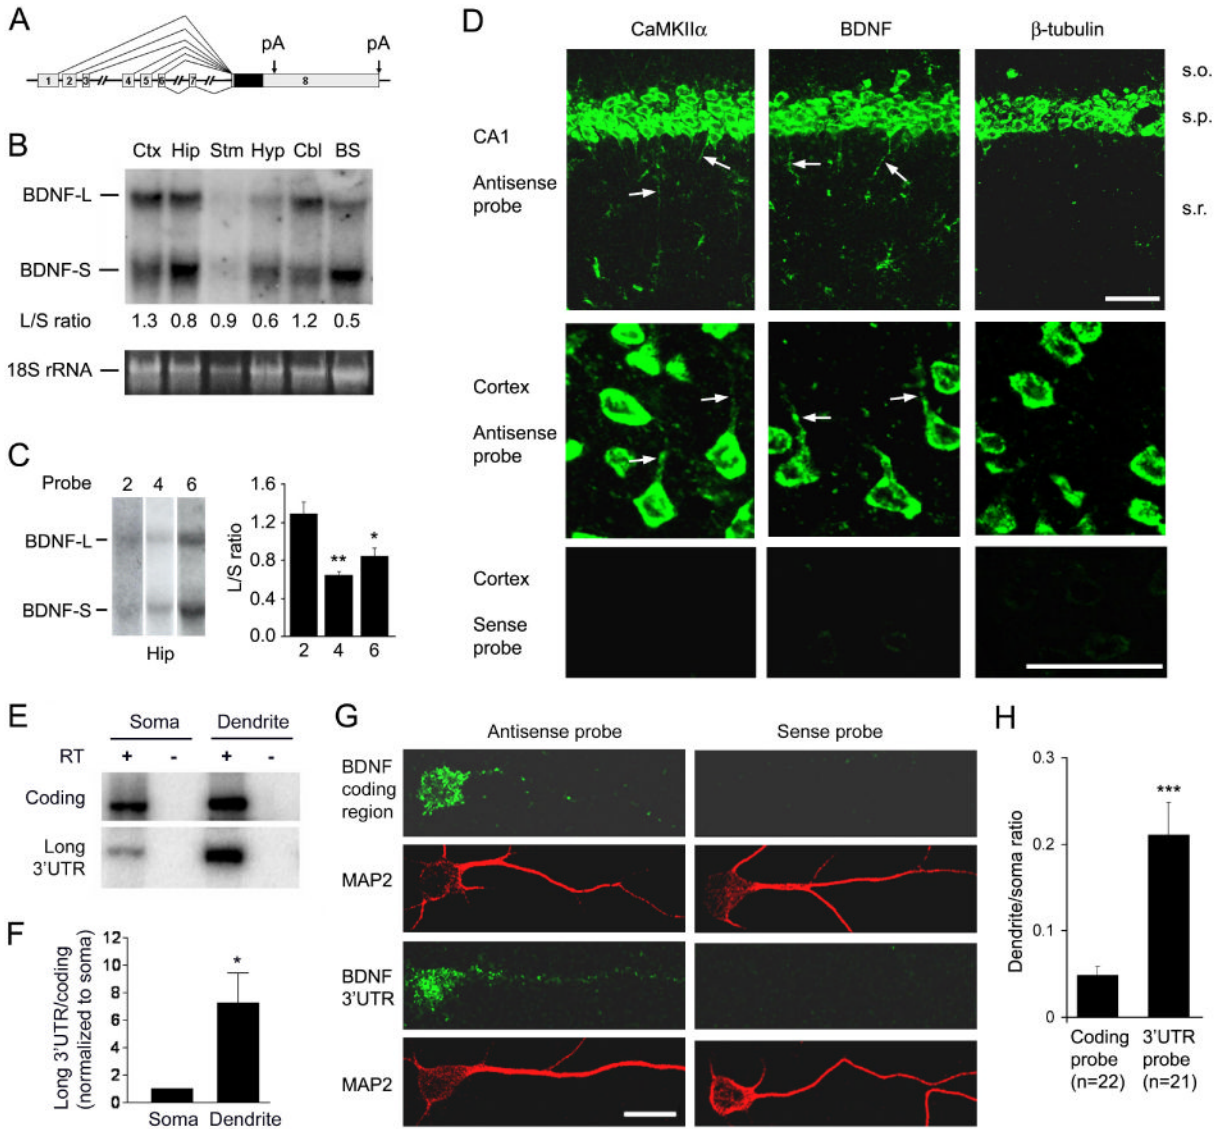 A
pA pA
1 2 3 4 5 6 7 8
B
Ctx Hip Stm Hyp Cbl BS
BDNF-L
BDNF-S
L/S ratio 1.3 0.8 0.9 0.6 1.2 0.5
18S rRNA
C
Probe 2 4 6
BDNF-L
BDNF-S
Hip
L/S ratio
1.6
1.2
0.8
0.4
0.0
** *
2 4 6
D
CaMKIIα BDNF β-tubulin
CA1
Antisense
probe
s.o.
s.p.
s.r.
Cortex
Antisense
probe
Cortex
Sense
probe
E
Soma Dendrite
RT + - + -
Coding
Long
3'UTR
F
Long 3'UTR/coding
(normalized to soma)
12
10
8
6
4
2
0
*
Soma Dendrite
G
Antisense probe Sense probe
BDNF
coding
region
MAP2
BDNF
3'UTR
MAP2
H
Dendrite/soma ratio
0.3
0.2
0.1
0
***
Coding
probe
(n=22)
3'UTR
probe
(n=21)